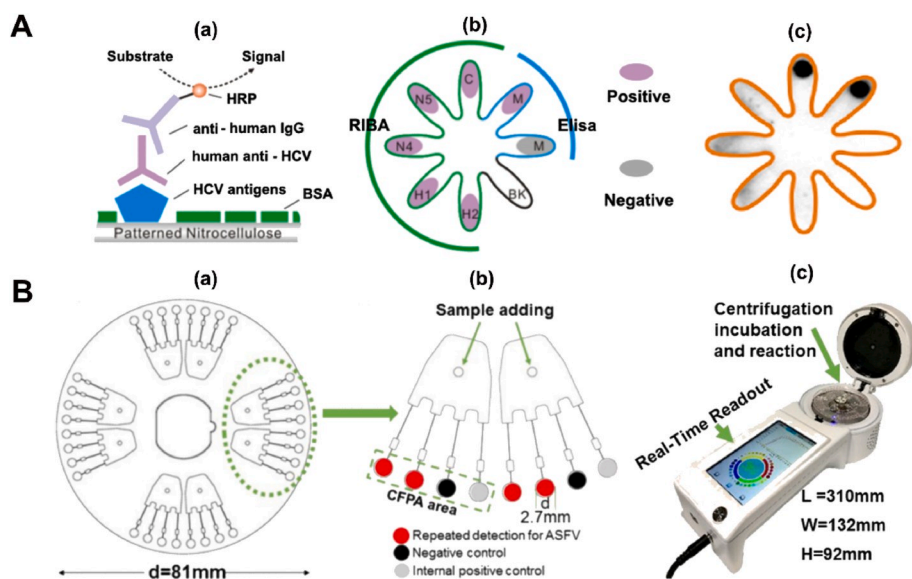 A
(a)
Substrate
Signal
HRP
anti - human IgG
human anti - HCV
HCV antigens
BSA
Patterned Nitrocellulose
(b)
RIBA
Elisa
C
N5
M
N4
M
H1
H2
BK
Positive
Negative
(c)
B
(a)
d=81mm
(b)
Sample adding
CFPA area
d
2.7mm
Repeated detection for ASFV
Negative control
Internal positive control
(c)
Centrifugation
incubation
and reaction
Real-Time Readout
L =310mm
W=132mm
H=92mm